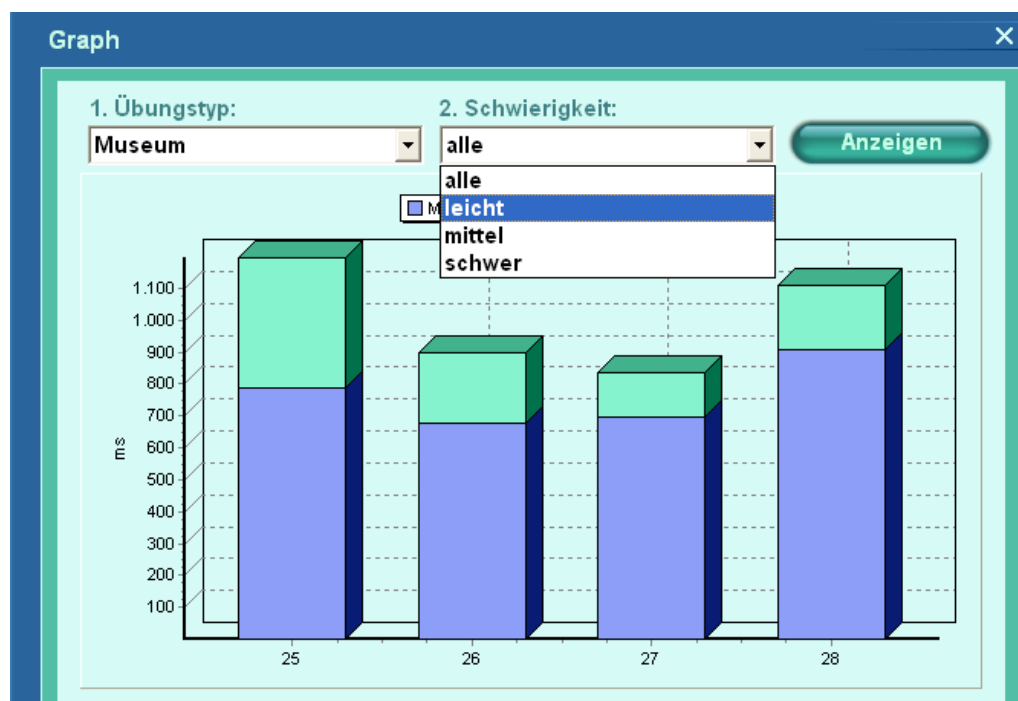 Graph
1. Übungstyp:
2. Schwierigkeit:
Museum
alle
Anzeigen
alle
leicht
mittel
schwer
M
1.100
1.000
900
800
700
600
500
400
300
200
100
ms
25
26
27
28